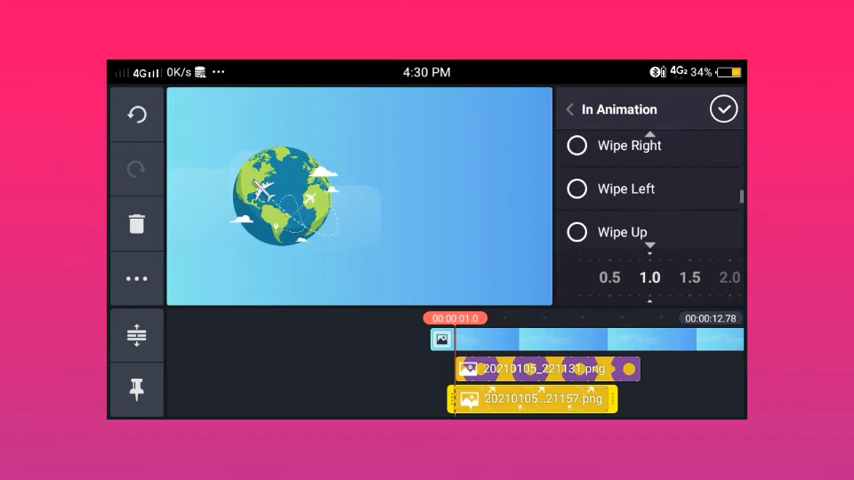 4G 0K/s ... 4:30 PM 4G2 34%
In Animation
Wipe Right
Wipe Left
Wipe Up
0.5 1.0 1.5 2.0
00:00:01.0 00:00:12.78
20210105_221131.png
20210105...21157.png